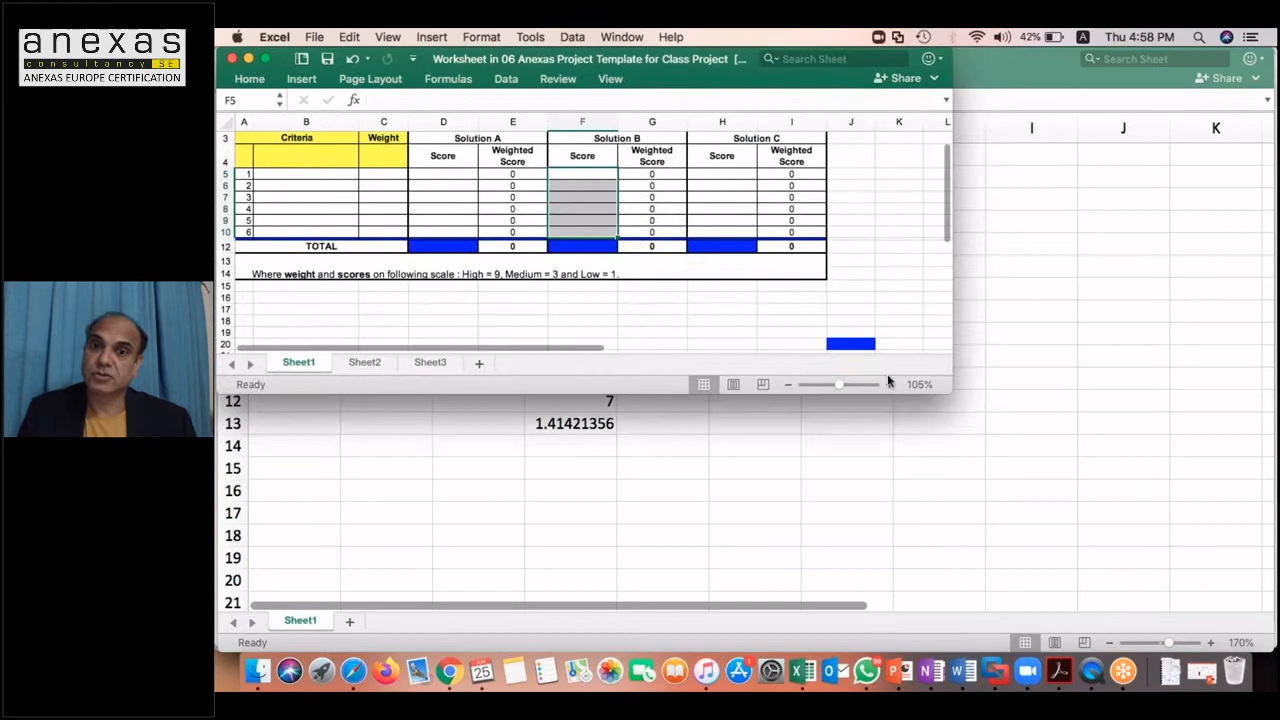 anexas
consultancy SE
ANEXAS EUROPE CERTIFICATION
Excel File Edit View Insert Format Tools Data Window Help
42% Thu 4:58 PM
Worksheet in 06 Anexas Project Template for Class Project [...
Search Sheet
Search Sheet
Home Insert Page Layout Formulas Data Review View
Share
Share
F5
fx
A B C D E F G H I J K L
I J K
3 Criteria Weight Solution A Solution B Solution C
4 Score Weighted Score Score Weighted Score Score Weighted Score
5 1 0 0 0
6 2 0 0 0
7 3 0 0 0
8 4 0 0 0
9 5 0 0 0
10 6 0 0 0
12 TOTAL 0 0 0
13
14 Where weight and scores on following scale : High = 9, Medium = 3 and Low = 1.
15
16
17
18
19
20
Sheet1 Sheet2 Sheet3 +
Ready
105%
12 7
13 1.41421356
14
15
16
17
18
19
20
21
Sheet1 +
Ready
170%
25